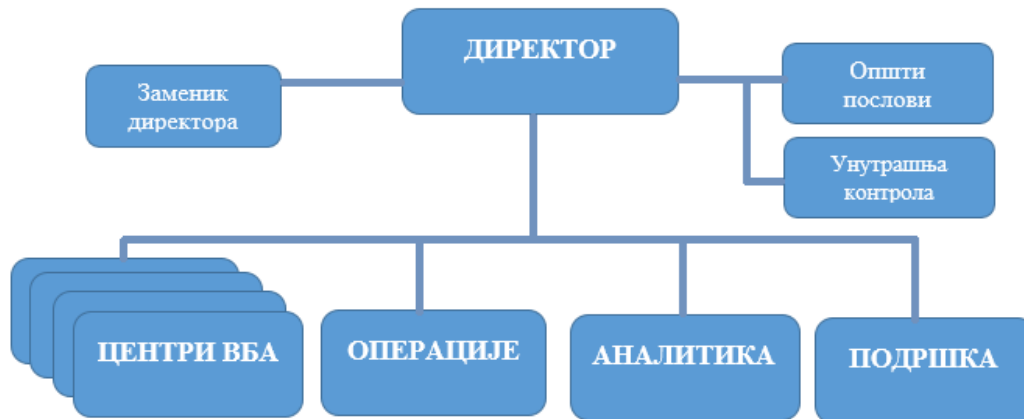 ДИРЕКТОР
Заменик
директора
Општи
послови
Унутрашња
контрола
ЦЕНТРИ ВБА
ОПЕРАЦИЈЕ
АНАЛИТИКА
ПОДРШКА